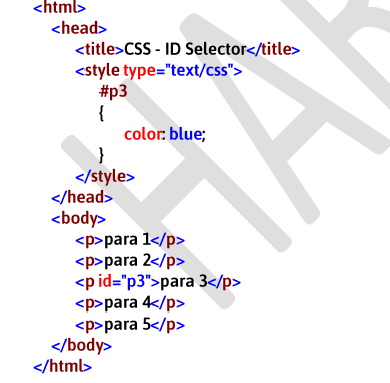 <html>
<head>
<title>CSS - ID Selector</title>
<style type="text/css">
#p3
{
color: blue;
}
</style>
</head>
<body>
<p>para 1</p>
<p>para 2</p>
<p id="p3">para 3</p>
<p>para 4</p>
<p>para 5</p>
</body>
</html>
HAR